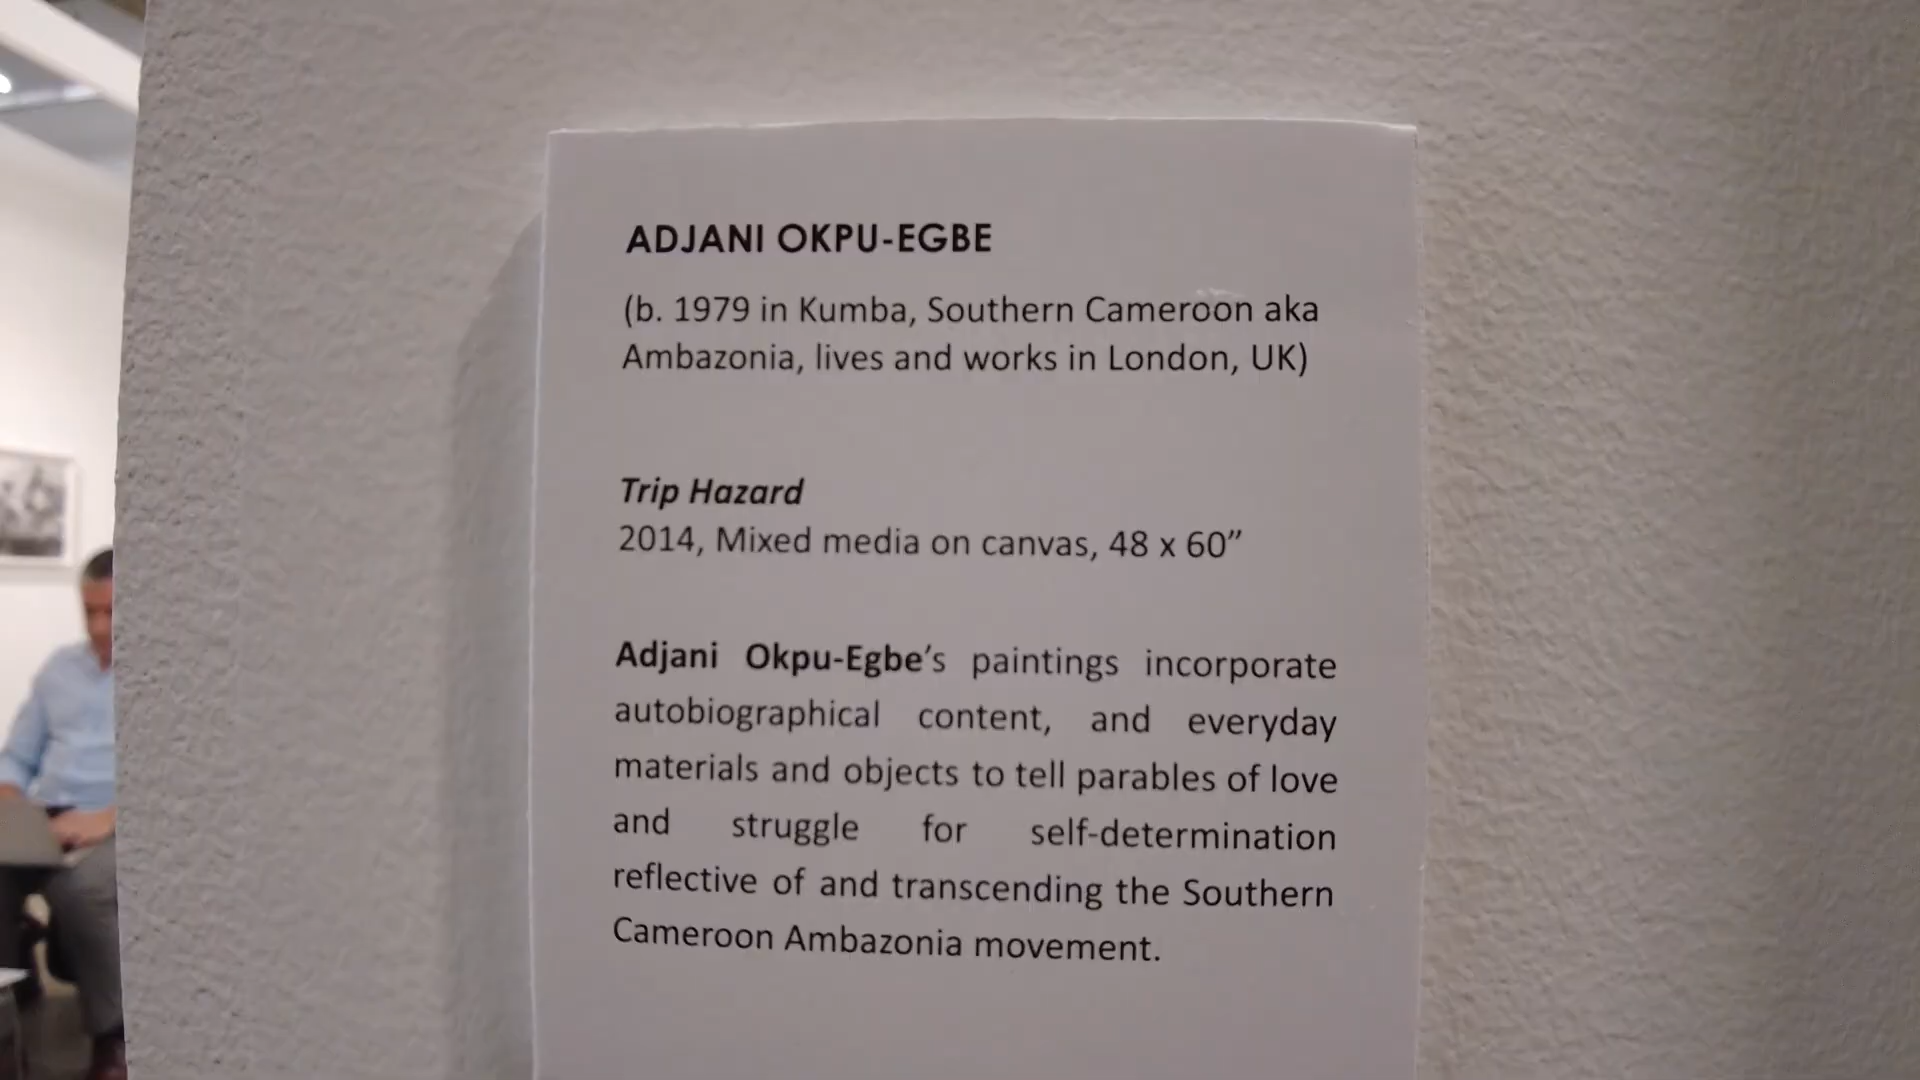 ADJANI OKPU-EGBE
(b. 1979 in Kumba, Southern Cameroon aka
Ambazonia, lives and works in London, UK)
Trip Hazard
2014, Mixed media on canvas, 48 x 60”
Adjani Okpu-Egbe’s paintings incorporate
autobiographical content, and everyday
materials and objects to tell parables of love
and struggle for self-determination
reflective of and transcending the Southern
Cameroon Ambazonia movement.